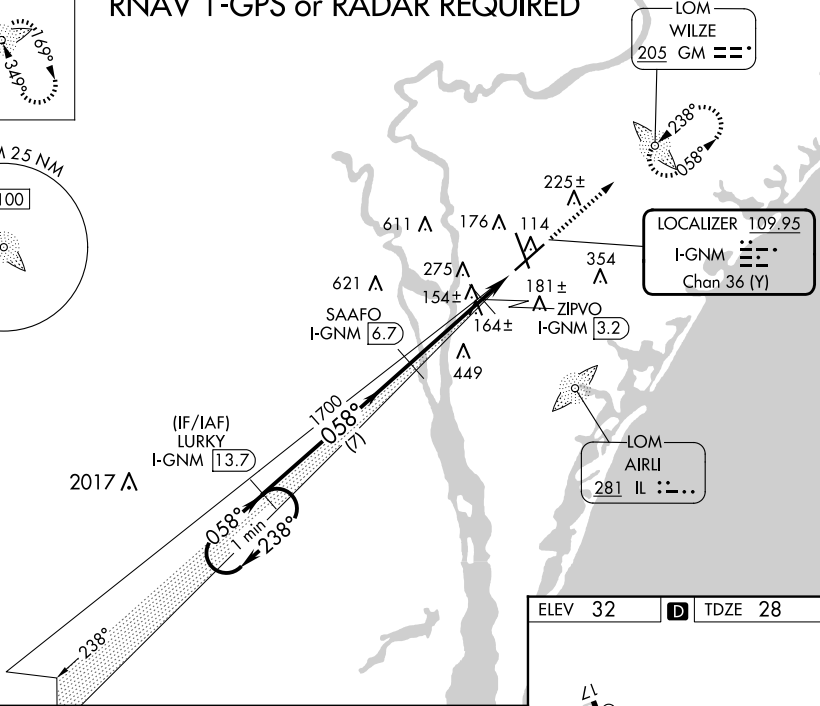 RNAV 1-GPS or RADAR REQUIRED
169°
349°
LOM
WILZE
205 GM
238°
058°
25 NM
225±
611
176
114
LOCALIZER 109.95
I-GNM
Chan 36 (Y)
354
275
621
154±
181±
SAAFO
I-GNM 6.7
ZIPVO
I-GNM 3.2
164±
449
1700
058°
(7)
(IF/IAF)
LURKY
I-GNM 13.7
2017
LOM
AIRLI
281 IL
058°
1 min
238°
238°
ELEV 32 D TDZE 28
17